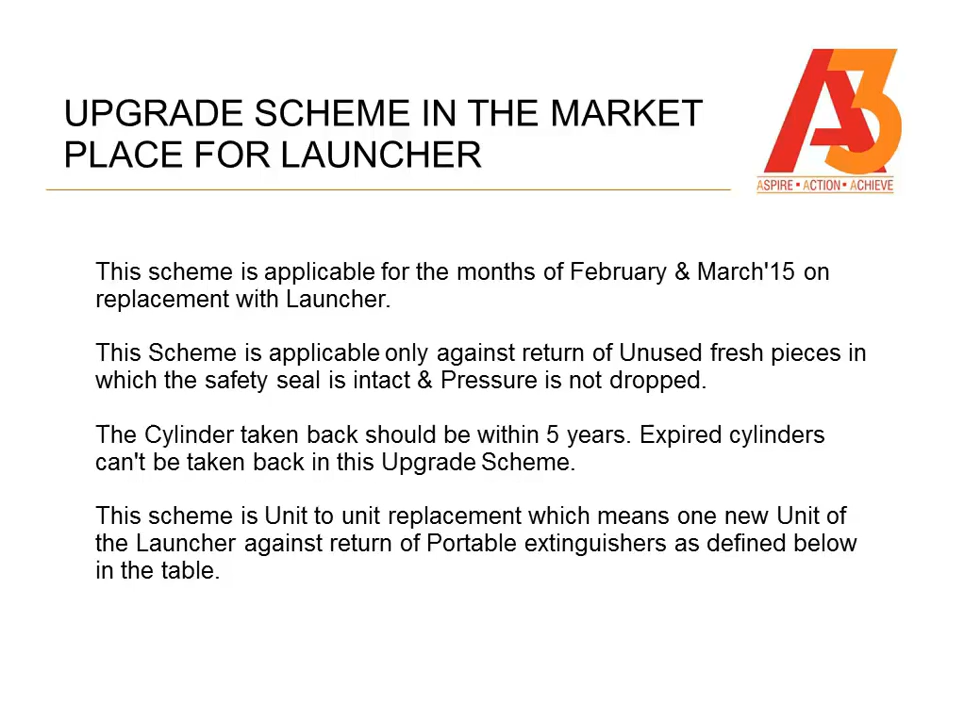 UPGRADE SCHEME IN THE MARKET
PLACE FOR LAUNCHER
A3
ASPIRE • ACTION • ACHIEVE
This scheme is applicable for the months of February & March'15 on
replacement with Launcher.
This Scheme is applicable only against return of Unused fresh pieces in
which the safety seal is intact & Pressure is not dropped.
The Cylinder taken back should be within 5 years. Expired cylinders
can't be taken back in this Upgrade Scheme.
This scheme is Unit to unit replacement which means one new Unit of
the Launcher against return of Portable extinguishers as defined below
in the table.